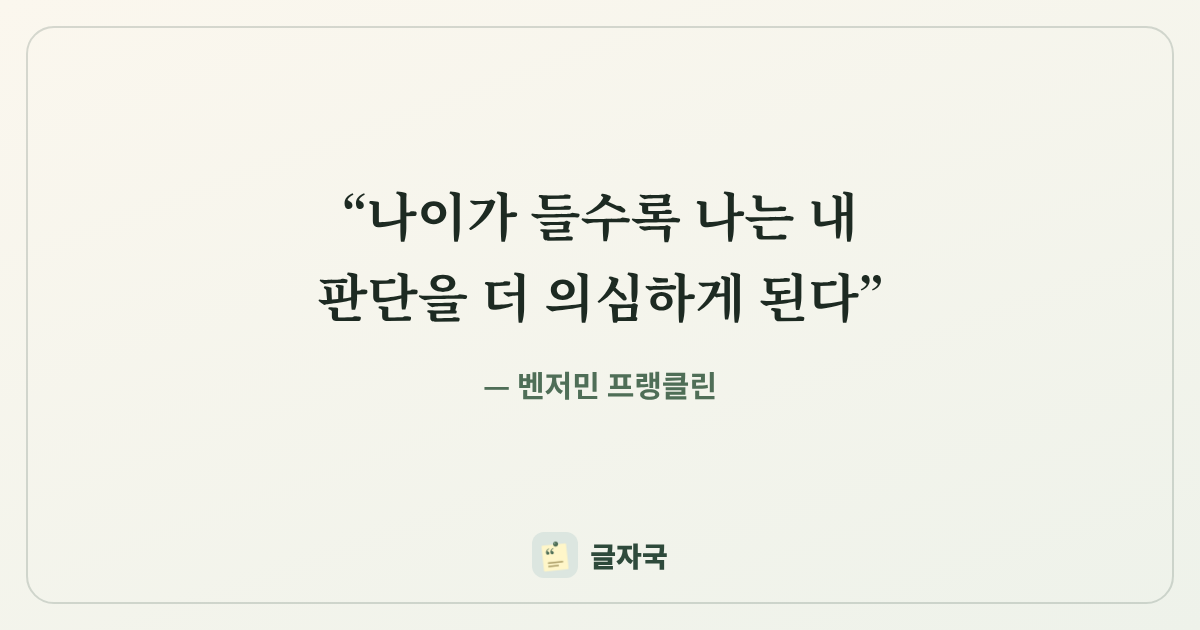 “나이가 들수록 나는 내
판단을 더 의심하게 된다”
— 벤저민 프랭클린
글자국